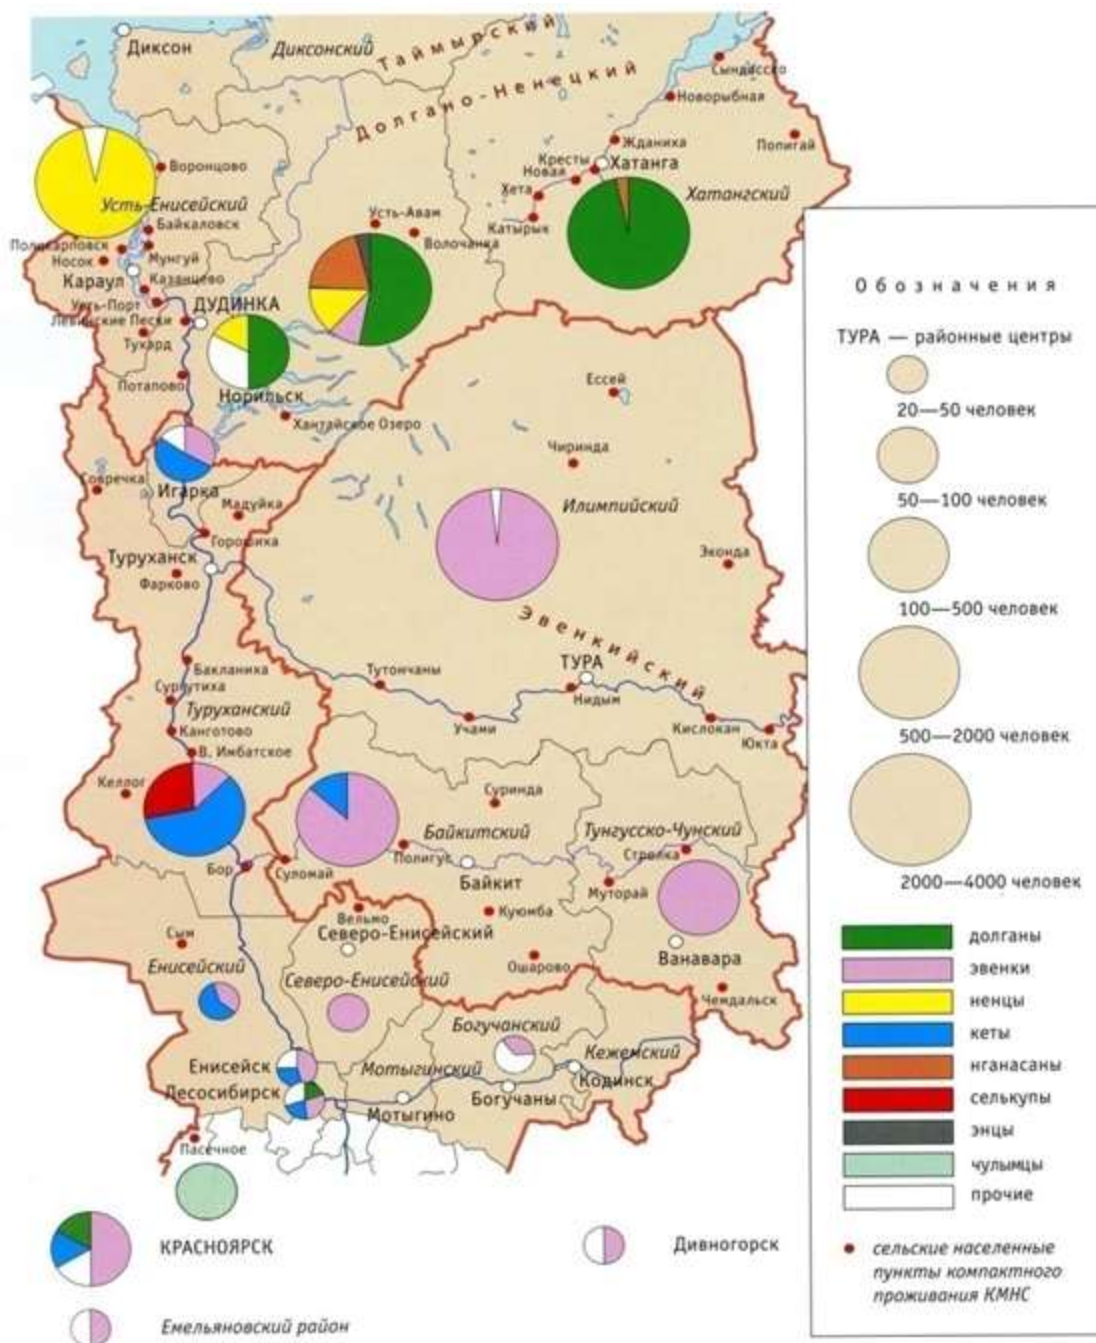 Диксон
Диксонский
Таймырский
Долгано-Ненецкий
Сындасско
Новорыбная
Попигай
Жданиха
Кресты
Хатанга
Новая
Хета
Катырык
Хатангский
Воронцово
Усть-Енисейский
Байкаловск
Поликарповск
Мунгуй
Носок
Караул
Казанцево
Усть-Порт
Левинские Пески
ДУДИНКА
Тухард
Потапово
Норильск
Усть-Авам
Волочанка
Хантайское Озеро
Ессей
Чиринда
Илимпийский
Эконда
Эвенкийский
Игарка
Совречка
Мадуйка
Горошиха
Туруханск
Фарково
Бакланиха
Сургутиха
Туруханский
Канготово
В. Имбатское
Келлог
Тутончаны
ТУРА
Нидым
Учами
Кислокан
Юкта
Суринда
Байкитский
Тунгусско-Чунский
Стрелка
Полигус
Байкит
Муторай
Бор
Суломай
Вельмо
Куюмба
Северо-Енисейский
Ванавара
Ошарово
Чемдальск
Сым
Енисейский
Северо-Енисейский
Богучанский
Кежемский
Енисейск
Мотыгинский
Кодинск
Лесосибирск
Богучаны
Мотыгино
Пасечное
КРАСНОЯРСК
Дивногорск
Емельяновский район
Обозначения
ТУРА — районные центры
20—50 человек
50—100 человек
100—500 человек
500—2000 человек
2000—4000 человек
долганы
эвенки
ненцы
кеты
нганасаны
селькупы
энцы
чулымцы
прочие
сельские населенные
пункты компактного
проживания КМНС